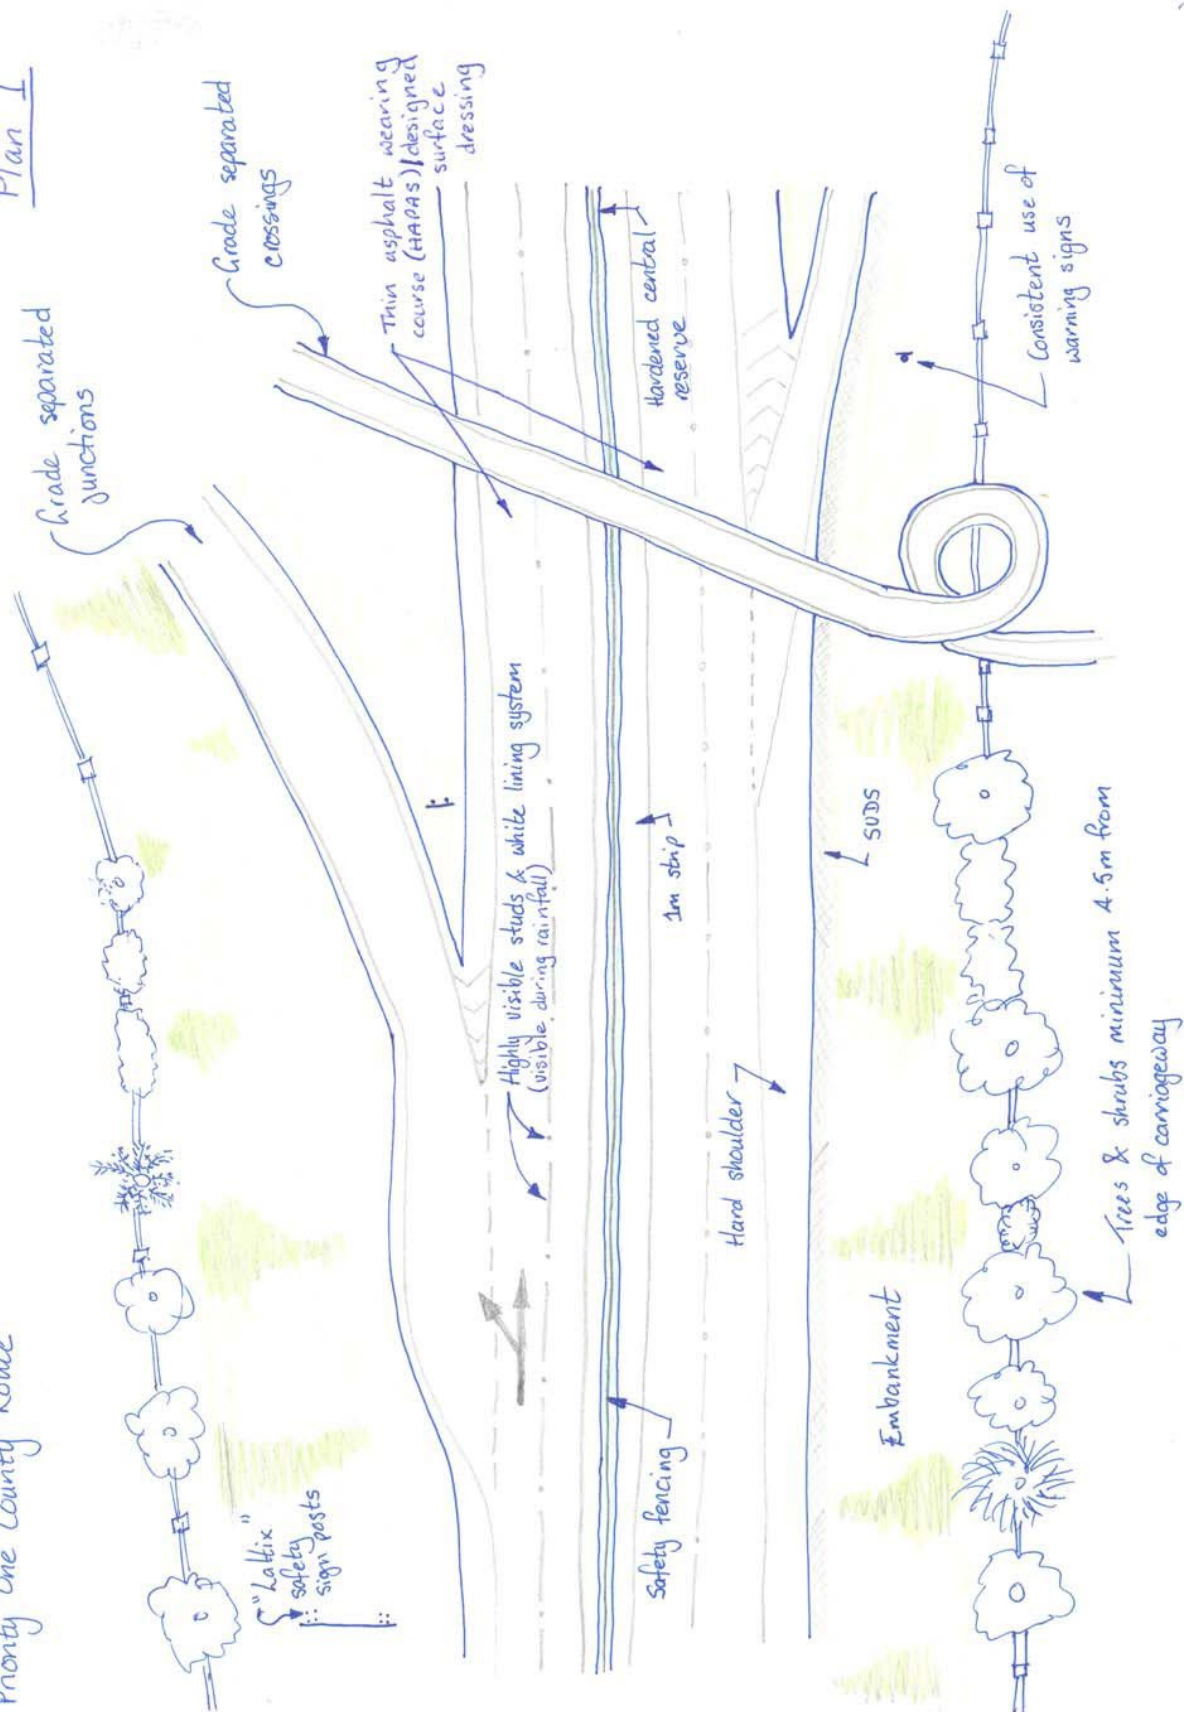 Priority One County Route
Plan 1
Grade separated
junctions
Grade separated
crossings
Thin asphalt wearing
course (HAPAS)/designed
surface
dressing
"Lattix"
safety
sign posts
Highly visible studs & white lining system
(visible during rainfall)
Hardened central
reserve
1m strip
Safety fencing
Hard shoulder
SUDS
Embankment
Consistent use of
warning signs
Trees & shrubs minimum 4.5m from
edge of carriageway